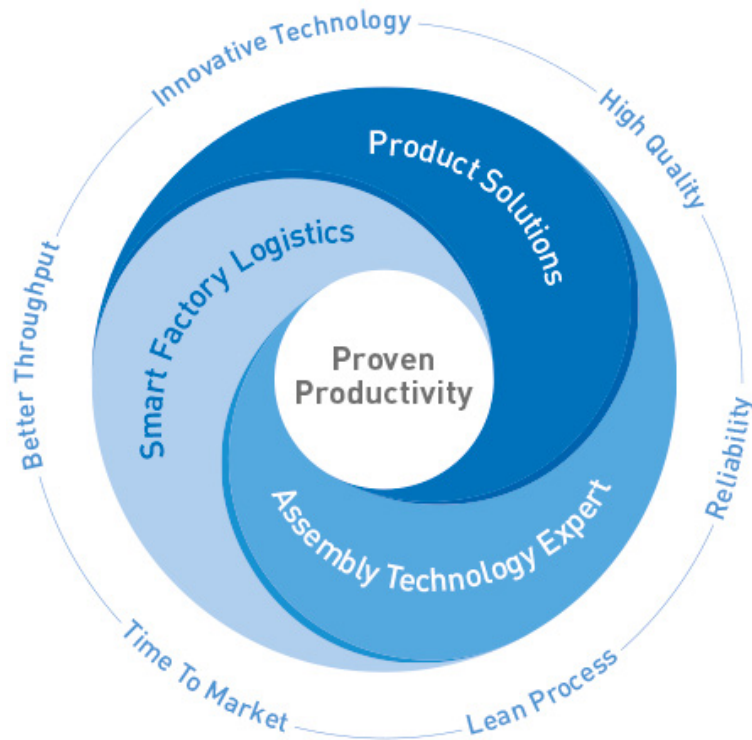 Innovative Technology
High Quality
Reliability
Lean Process
Time To Market
Better Throughput
Product Solutions
Smart Factory Logistics
Assembly Technology Expert
Proven
Productivity